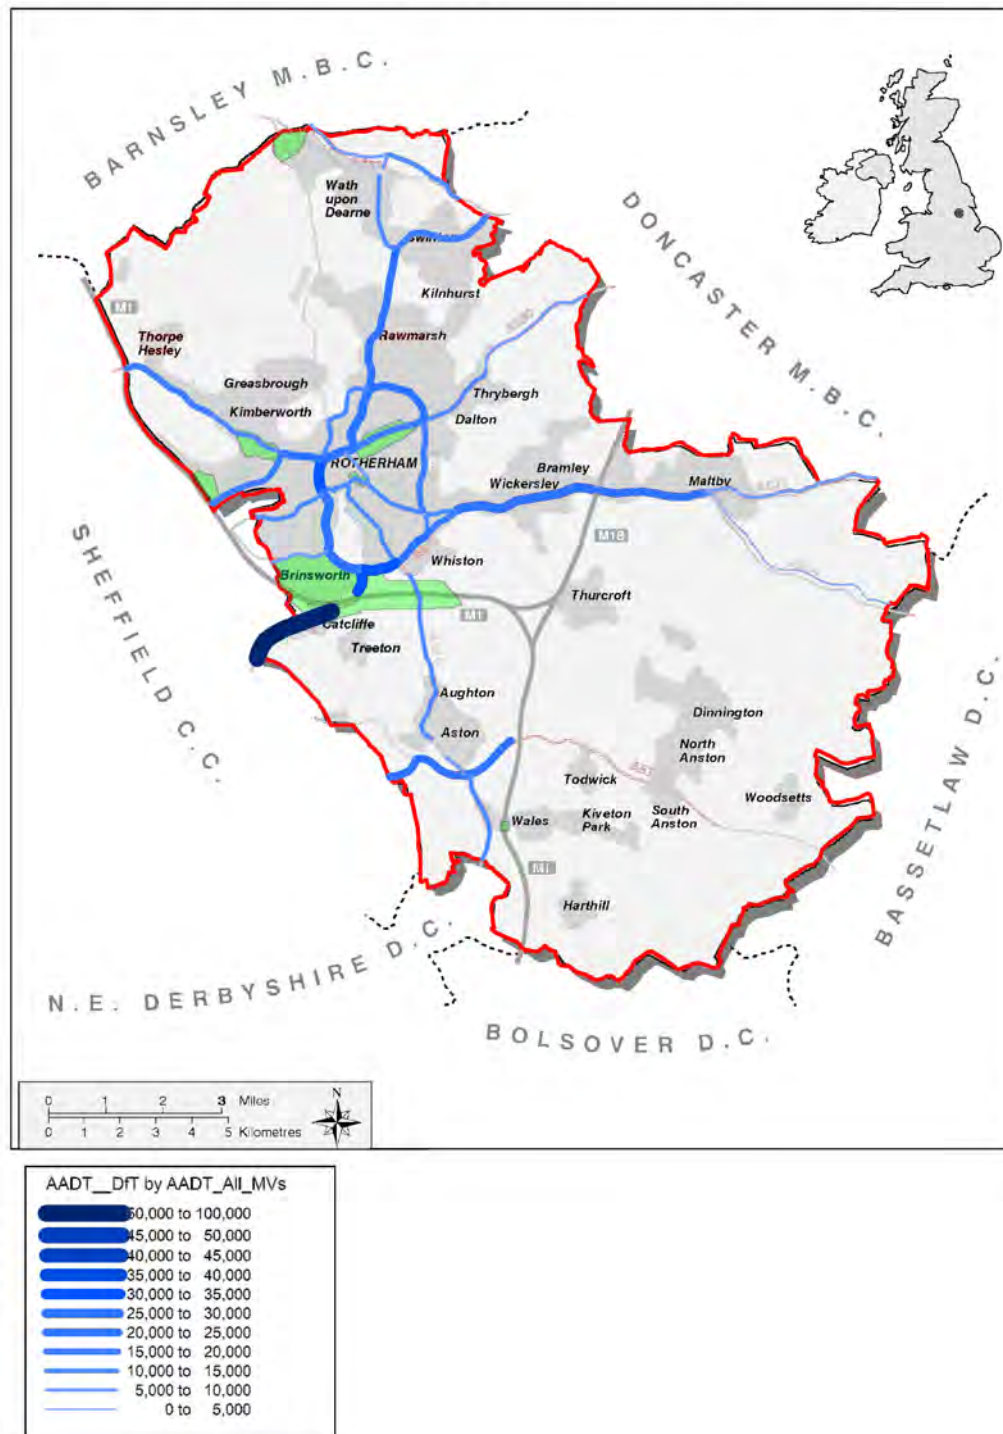 BARNSLEY M.B.C.
DONCASTER M.B.C.
Wath
upon
Dearne
Kilnhurst
M1
Thorpe
Hesley
Rawmarsh
Greasbrough
Kimberworth
Thrybergh
Dalton
ROTHERHAM
Bramley
Wickersley
Maltby
M18
SHEFFIELD C.C.
Whiston
Brinsworth
Thurcroft
M1
Catcliffe
Treeton
BASSETLAW D.C.
Aughton
Dinnington
Aston
North
Anston
A57
Todwick
Woodsetts
Wales
Kiveton
Park
South
Anston
M1
Harthill
N.E. DERBYSHIRE D.C.
BOLSOVER D.C.
0 1 2 3 Miles
0 1 2 3 4 5 Kilometres
N
AADT__DfT by AADT_All_MVs
50,000 to 100,000
45,000 to 50,000
40,000 to 45,000
35,000 to 40,000
30,000 to 35,000
25,000 to 30,000
20,000 to 25,000
15,000 to 20,000
10,000 to 15,000
5,000 to 10,000
0 to 5,000